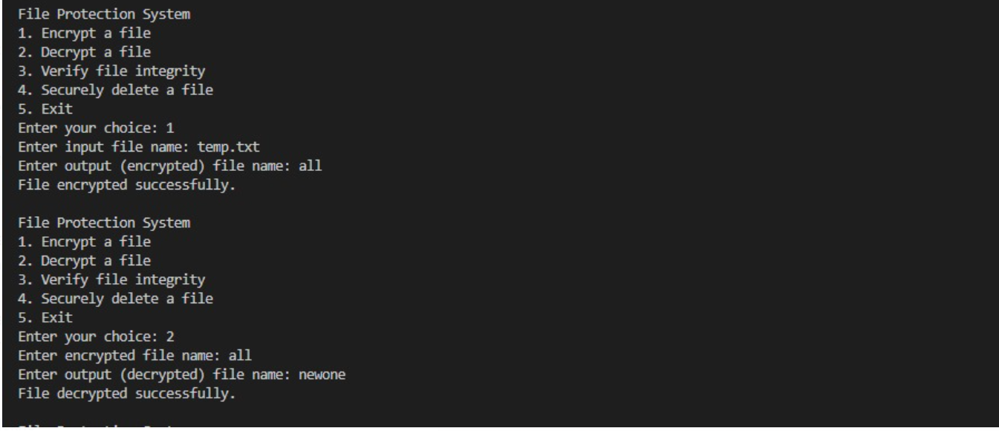 File Protection System
1. Encrypt a file
2. Decrypt a file
3. Verify file integrity
4. Securely delete a file
5. Exit
Enter your choice: 1
Enter input file name: temp.txt
Enter output (encrypted) file name: all
File encrypted successfully.
File Protection System
1. Encrypt a file
2. Decrypt a file
3. Verify file integrity
4. Securely delete a file
5. Exit
Enter your choice: 2
Enter encrypted file name: all
Enter output (decrypted) file name: newone
File decrypted successfully.